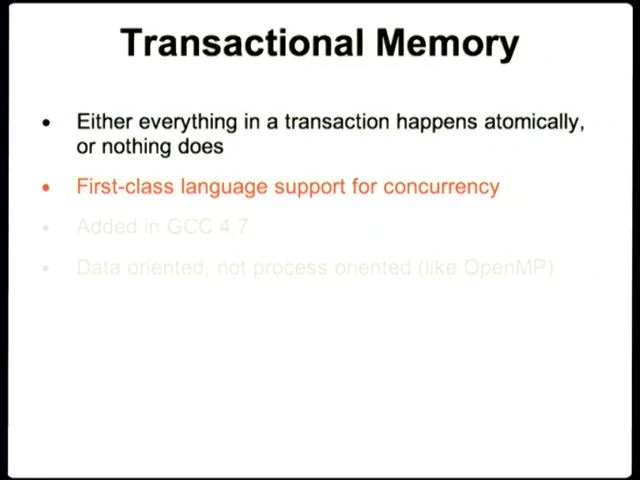 Transactional Memory
• Either everything in a transaction happens atomically,
or nothing does
• First-class language support for concurrency
• Added in GCC 4.7
• Data oriented, not process oriented (like OpenMP)